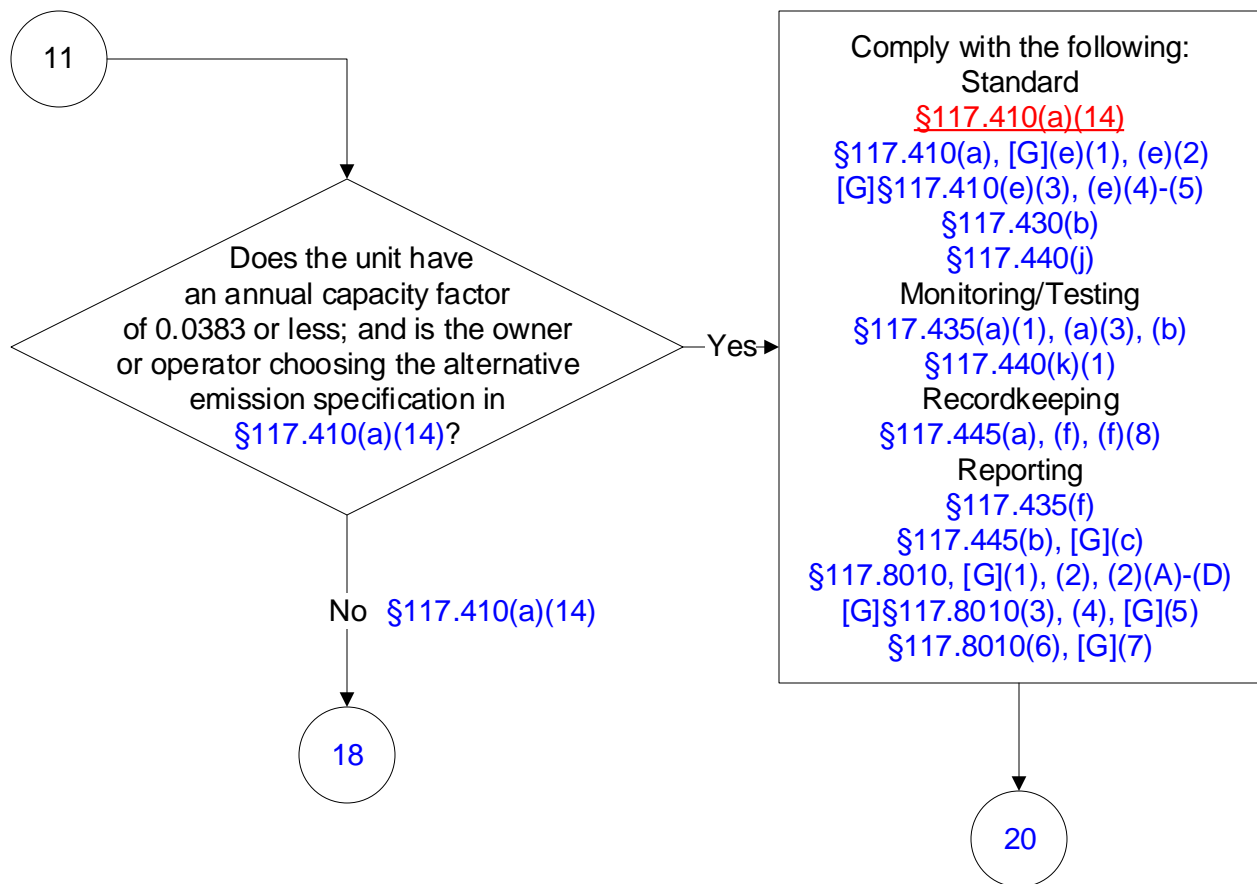 11
Does the unit have
an annual capacity factor
of 0.0383 or less; and is the owner
or operator choosing the alternative
emission specification in
§117.410(a)(14)?
Yes
No §117.410(a)(14)
18
Comply with the following:
Standard
§117.410(a)(14)
§117.410(a), [G](e)(1), (e)(2)
[G]§117.410(e)(3), (e)(4)-(5)
§117.430(b)
§117.440(j)
Monitoring/Testing
§117.435(a)(1), (a)(3), (b)
§117.440(k)(1)
Recordkeeping
§117.445(a), (f), (f)(8)
Reporting
§117.435(f)
§117.445(b), [G](c)
§117.8010, [G](1), (2), (2)(A)-(D)
[G]§117.8010(3), (4), [G](5)
§117.8010(6), [G](7)
20